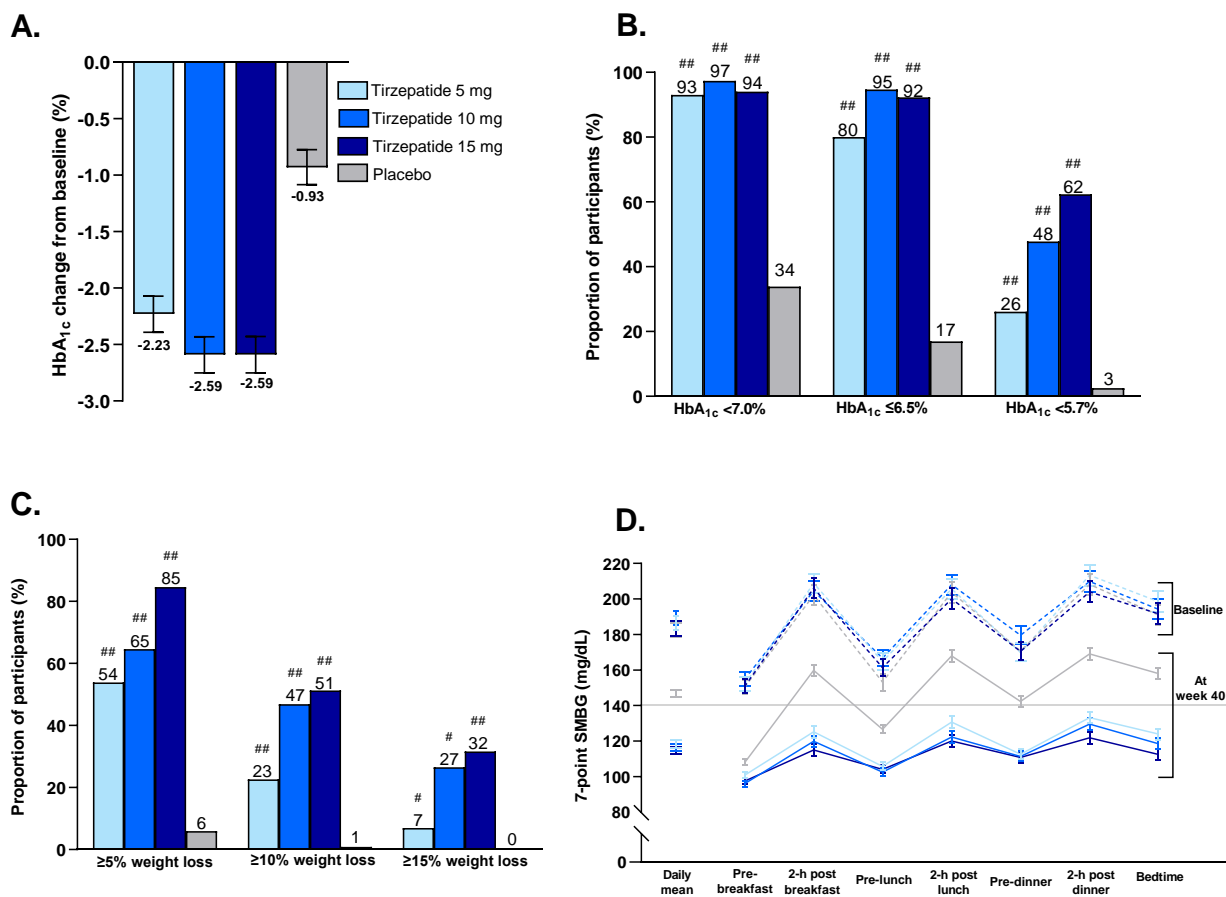 A.
HbA1c change from baseline (%)
0.0
-0.5
-1.0
-1.5
-2.0
-2.5
-3.0
-2.23
-2.59
-2.59
-0.93
Tirzepatide 5 mg
Tirzepatide 10 mg
Tirzepatide 15 mg
Placebo
B.
Proportion of participants (%)
100
80
60
40
20
0
## ## ##
93 97 94 34
## ## ##
80 95 92 17
## ## ##
26 48 62 3
HbA1c <7.0% HbA1c ≤6.5% HbA1c <5.7%
C.
Proportion of participants (%)
100
80
60
40
20
0
## ## ##
54 65 85 6
## ## ##
23 47 51 1
# # ##
7 27 32 0
≥5% weight loss ≥10% weight loss ≥15% weight loss
D.
7-point SMBG (mg/dL)
220
200
180
160
140
120
100
80
0
Baseline
At
week 40
Daily
mean
Pre-
breakfast
2-h post
breakfast
Pre-lunch
2-h post
lunch
Pre-dinner
2-h post
dinner
Bedtime